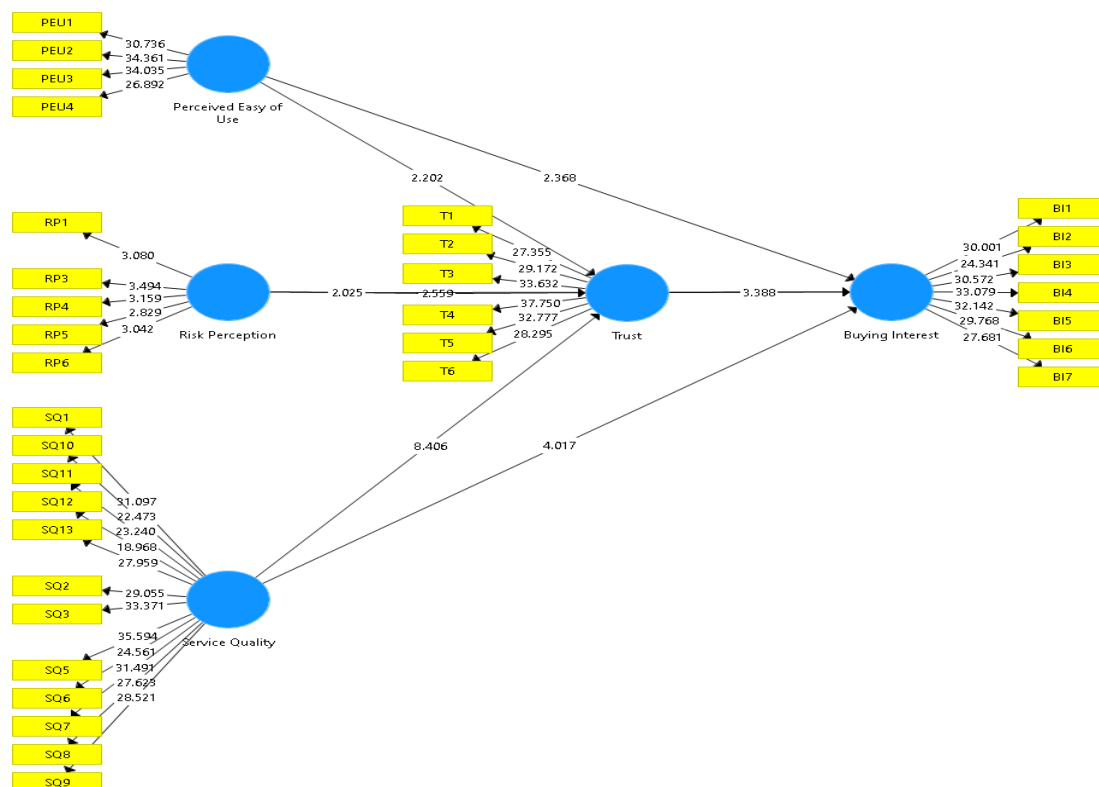 PEU1
PEU2
PEU3
PEU4
30.736
34.361
34.035
26.892
Perceived Easy of
Use
2.202
2.368
RP1
RP3
RP4
RP5
RP6
3.080
3.494
3.159
2.829
3.042
Risk Perception
2.025
2.559
T1
T2
T3
T4
T5
T6
27.355
29.172
33.632
37.750
32.777
28.295
Trust
3.388
Buying Interest
30.001
24.341
30.572
33.079
32.142
29.768
27.681
BI1
BI2
BI3
BI4
BI5
BI6
BI7
8.406
4.017
SQ1
SQ10
SQ11
SQ12
SQ13
SQ2
SQ3
SQ5
SQ6
SQ7
SQ8
SQ9
31.097
22.473
23.240
18.968
27.959
29.055
33.371
35.594
24.561
31.491
27.623
28.521
Service Quality